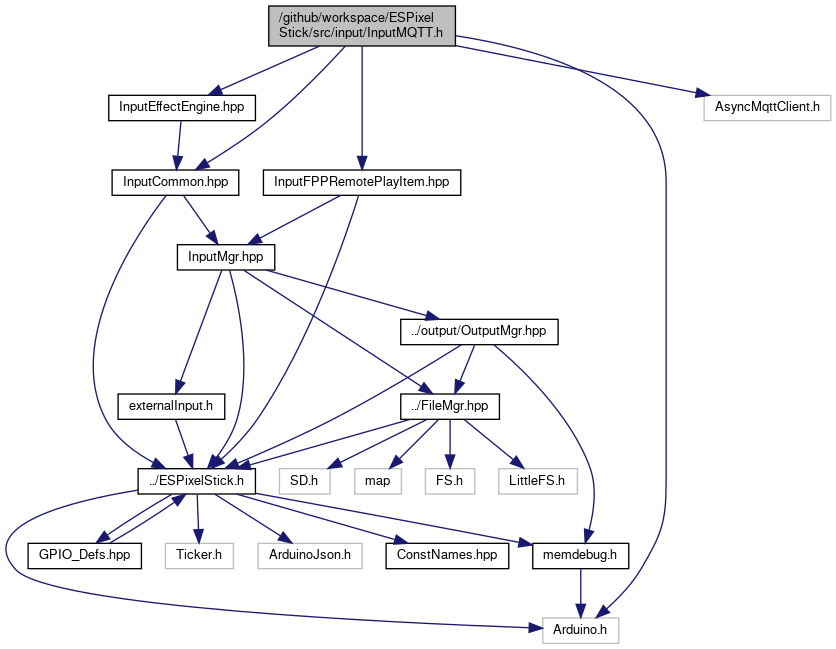 /github/workspace/ESPixel
Stick/src/input/InputMQTT.h
InputEffectEngine.hpp
AsyncMqttClient.h
InputCommon.hpp
InputFPPRemotePlayItem.hpp
InputMgr.hpp
../output/OutputMgr.hpp
externalInput.h
../FileMgr.hpp
../ESPixelStick.h
SD.h
map
FS.h
LittleFS.h
GPIO_Defs.hpp
Ticker.h
ArduinoJson.h
ConstNames.hpp
memdebug.h
Arduino.h